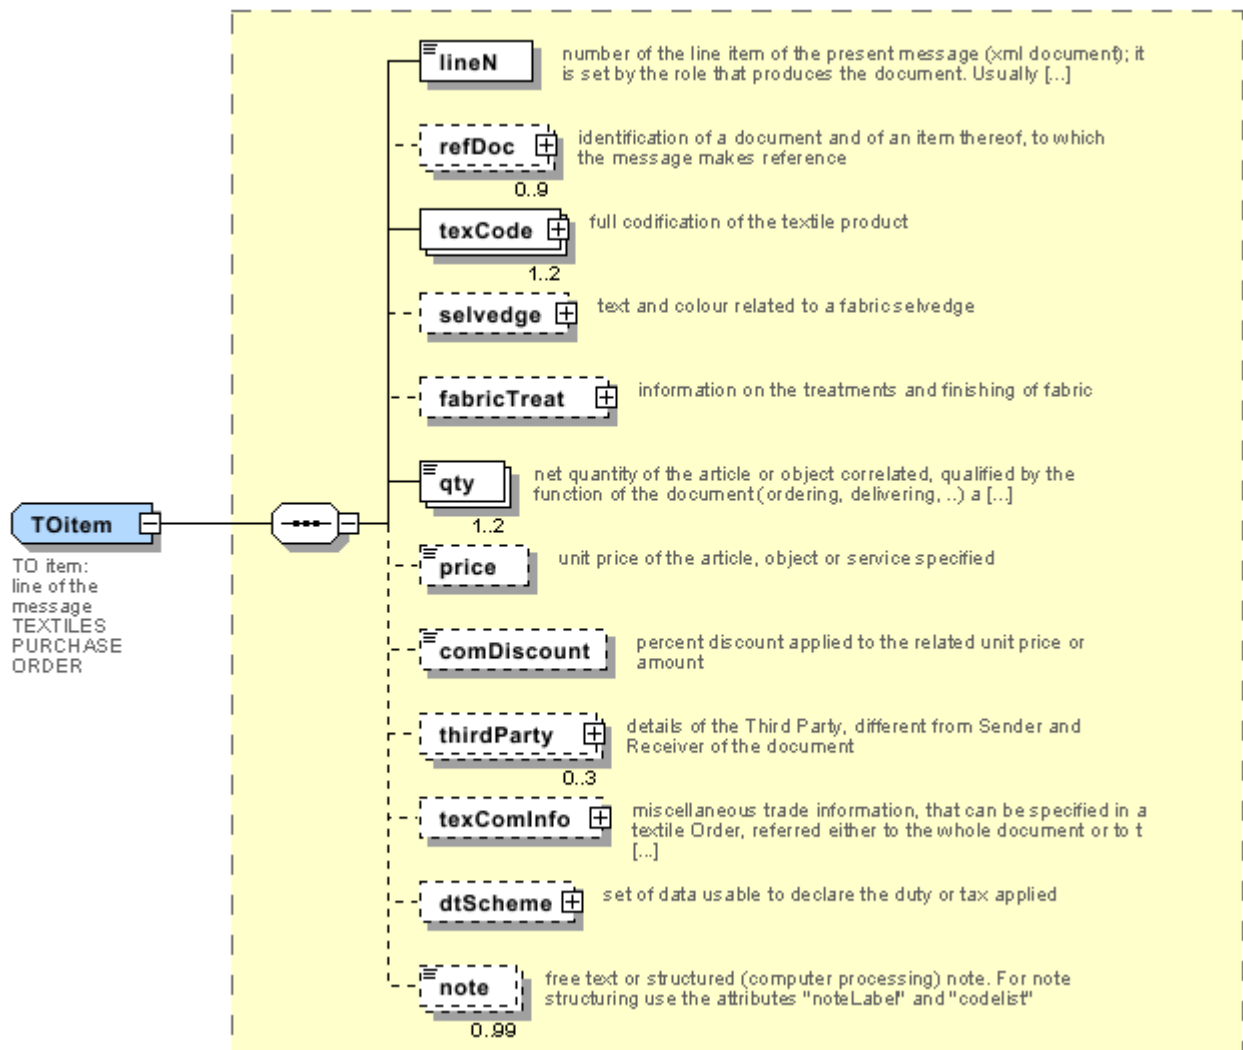 lineN
number of the line item of the present message (xml document); it
is set by the role that produces the document. Usually [...]
refDoc
identification of a document and of an item thereof, to which
the message makes reference
0..9
texCode
full codification of the textile product
1..2
selvedge
text and colour related to a fabric selvedge
fabricTreat
information on the treatments and finishing of fabric
qty
net quantity of the article or object correlated, qualified by the
function of the document (ordering, delivering, ..) a [...]
1..2
TOitem
TO item:
line of the
message
TEXTILES
PURCHASE
ORDER
price
unit price of the article, object or service specified
comDiscount
percent discount applied to the related unit price or
amount
thirdParty
details of the Third Party, different from Sender and
Receiver of the document
0..3
texComInfo
miscellaneous trade information, that can be specified in a
textile Order, referred either to the whole document or to t
[...]
dtScheme
set of data usable to declare the duty or tax applied
note
free text or structured (computer processing) note. For note
structuring use the attributes "noteLabel" and "codelist"
0..99